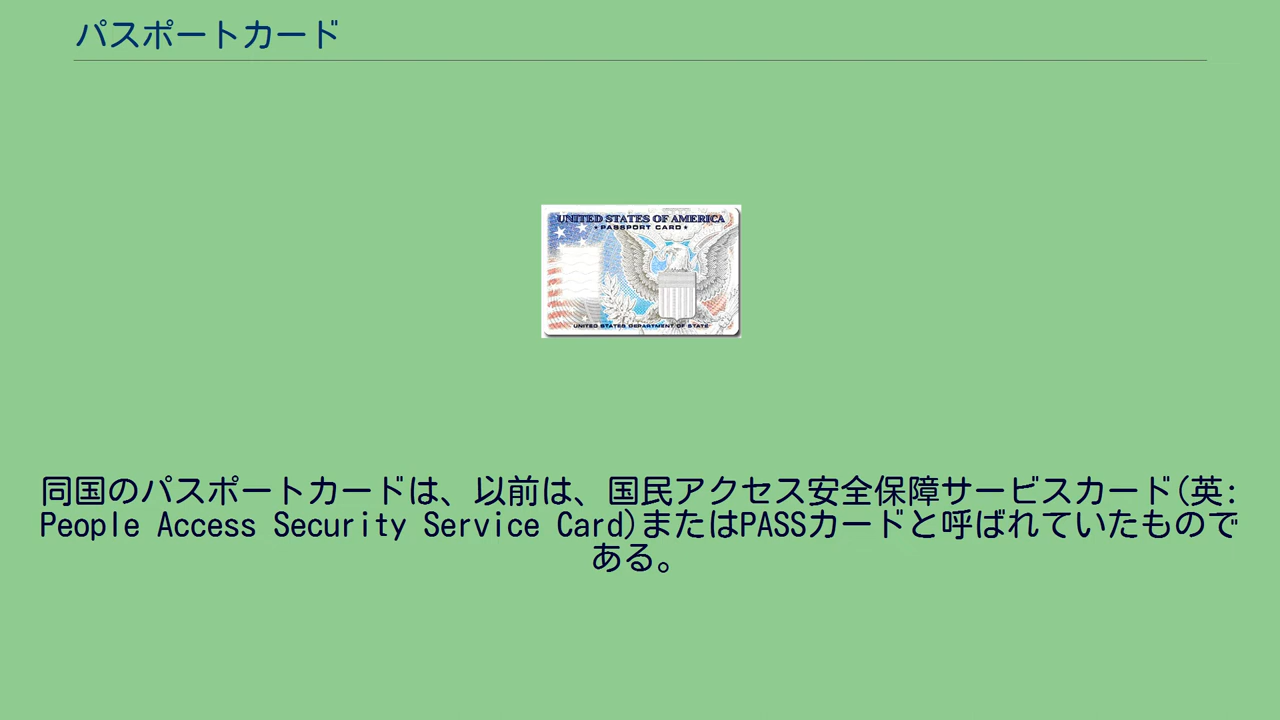 パスポートカード
UNITED STATES OF AMERICA
★PASSPORT CARD★
UNITED STATES DEPARTMENT OF STATE
同国のパスポートカードは、以前は、国民アクセス安全保障サービスカード(英:
People Access Security Service Card)またはPASSカードと呼ばれていたもので
ある。